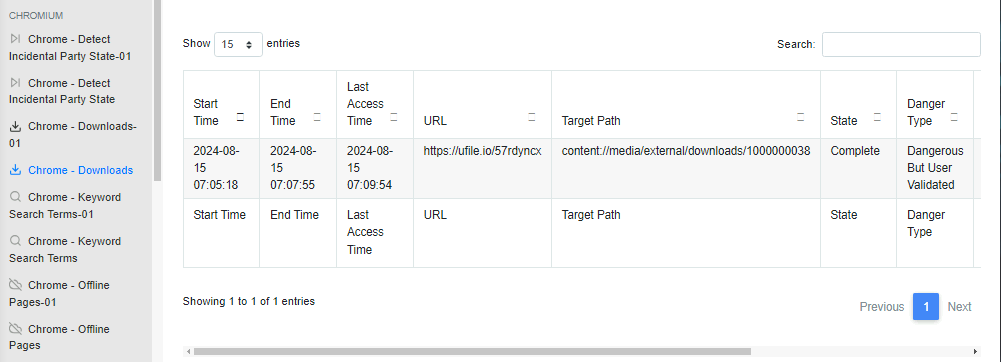 CHROMIUM
Chrome - Detect
Incidental Party State-01
Chrome - Detect
Incidental Party State
Chrome - Downloads-
01
Chrome - Downloads
Chrome - Keyword
Search Terms-01
Chrome - Keyword
Search Terms
Chrome - Offline
Pages-01
Chrome - Offline
Pages
Show 15 entries
Search:
Start
Time
End
Time
Last
Access
Time
URL
Target Path
State
Danger
Type
2024-08-
15
07:05:18
2024-08-
15
07:07:55
2024-08-
15
07:09:54
https://ufile.io/57rdyncx
content://media/external/downloads/1000000038
Complete
Dangerous
But User
Validated
Start Time
End Time
Last
Access
Time
URL
Target Path
State
Danger
Type
Showing 1 to 1 of 1 entries
Previous 1 Next